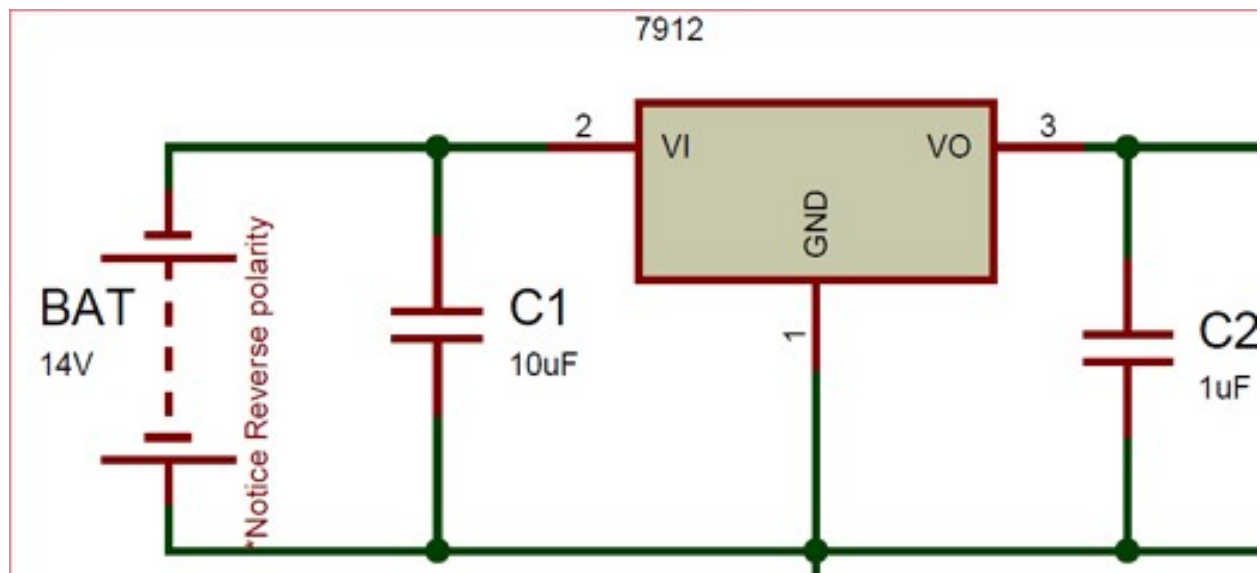 7912
2
VI
VO
3
GND
1
BAT
14V
*Notice Reverse polarity
C1
10uF
C2
1uF